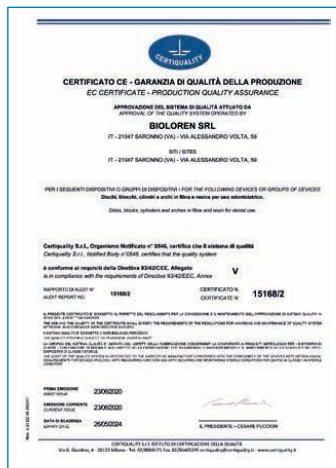 CERTIQUALITY
CERTIFICATO CE - GARANZIA DI QUALITÀ DELLA PRODUZIONE
EC CERTIFICATE - PRODUCTION QUALITY ASSURANCE
APPROVAZIONE DEL SISTEMA DI QUALITÀ ATTUATO DA
APPROVAL OF THE QUALITY SYSTEM OPERATED BY
BIOLOREN SRL
IT - 21047 SARONNO (VA) - VIA ALESSANDRO VOLTA, 59
SITI / SITES
IT - 21047 SARONNO (VA) - VIA ALESSANDRO VOLTA, 59
PER I SEGUENTI DISPOSITIVI O GRUPPI DI DISPOSITIVI / FOR THE FOLLOWING DEVICES OR GROUPS OF DEVICES
Dischi, blocchi, cilindri e archi in fibra e resina per uso odontoiatrico.
Disks, blocks, cylinders and arches in fibre and resin for dental use.
Certiquality S.r.l., Organismo Notificato n° 0546, certifica che il sistema di qualità
Certiquality S.r.l., Notified Body n° 0546, certifies that the quality system
è conforme ai requisiti della Direttiva 93/42/CEE, Allegato
is in compliance with the requirements of Directive 93/42/EEC, Annex
V
RAPPORTO DI AUDIT N° 15168/2 CERTIFICATO N. 15168/2
AUDIT REPORT NO. CERTIFICATE N°
PRIMA EMISSIONE 23/06/2020
FIRST ISSUE
EMISSIONE CORRENTE 23/06/2020
CURRENT ISSUE
DATA DI SCADENZA 26/05/2024
EXPIRY DATE
IL PRESIDENTE - CESARE PUCCIONI
CERTIQUALITY S.r.l. ISTITUTO DI CERTIFICAZIONE DELLA QUALITÀ